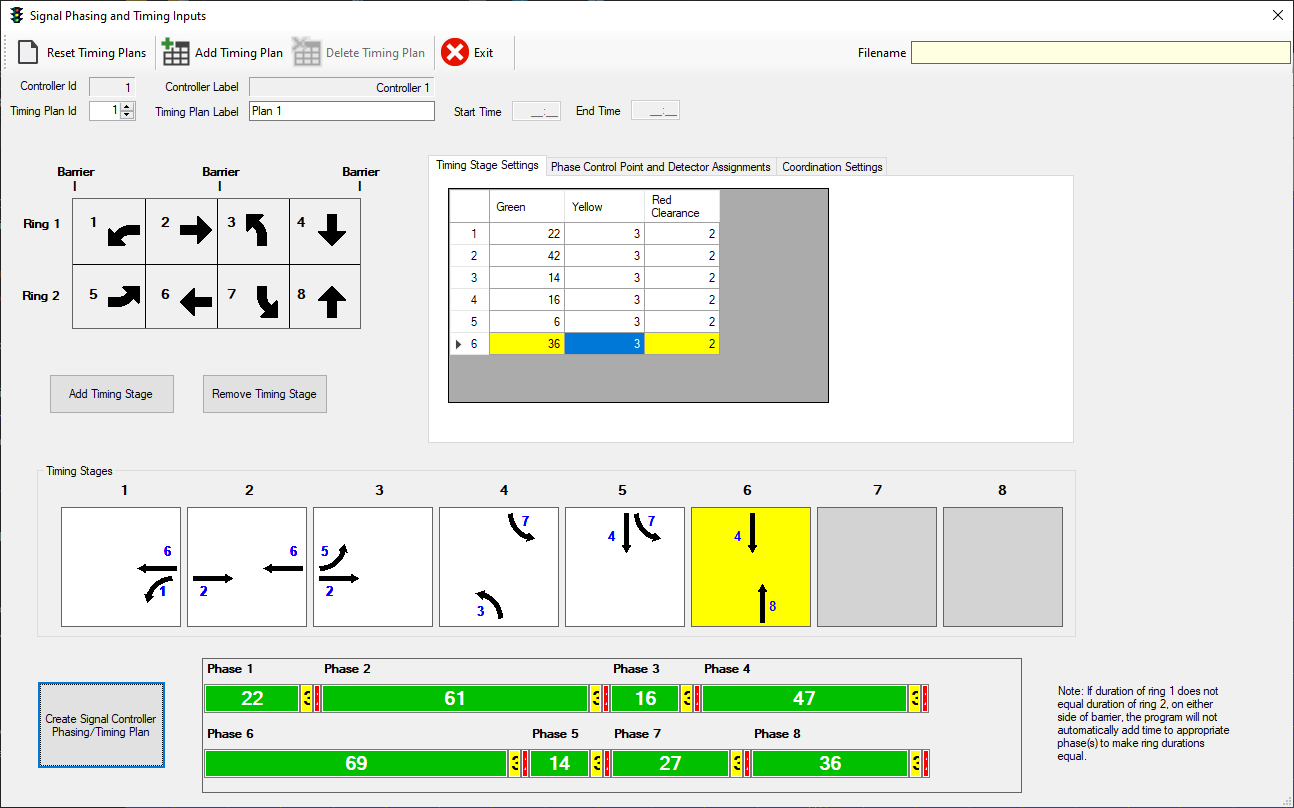 Signal Phasing and Timing Inputs
Reset Timing Plans Add Timing Plan Delete Timing Plan Exit Filename
Controller Id 1 Controller Label Controller 1
Timing Plan Id 1 Timing Plan Label Plan 1 Start Time __:__ End Time __:__
Barrier Barrier Barrier
Ring 1 1 2 3 4
Ring 2 5 6 7 8
Add Timing Stage Remove Timing Stage
Timing Stage Settings Phase Control Point and Detector Assignments Coordination Settings
Green Yellow Red Clearance
1 22 3 2
2 42 3 2
3 14 3 2
4 16 3 2
5 6 3 2
6 36 3 2
Timing Stages
1 2 3 4 5 6 7 8
6 1
6 2
5 2
7 3
4 7
4 8
Create Signal Controller
Phasing/Timing Plan
Phase 1 Phase 2 Phase 3 Phase 4
22 3 61 3 16 3 47 3
Phase 6 Phase 5 Phase 7 Phase 8
69 3 14 3 27 3 36 3
Note: If duration of ring 1 does not
equal duration of ring 2, on either
side of barrier, the program will not
automatically add time to appropriate
phase(s) to make ring durations
equal.